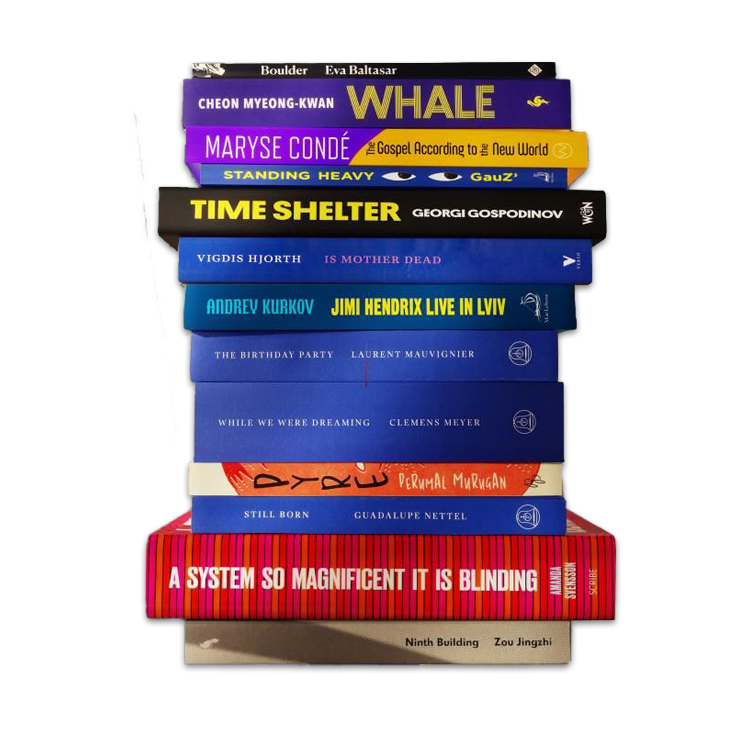 Boulder Eva Baltasar
CHEON MYEONG-KWAN WHALE
MARYSE CONDÉ The Gospel According to the New World
STANDING HEAVY GauZ'
TIME SHELTER GEORGI GOSPODINOV W&N
VIGDIS HJORTH IS MOTHER DEAD VERSO
ANDREY KURKOV JIMI HENDRIX LIVE IN LVIV MacLehose
THE BIRTHDAY PARTY LAURENT MAUVIGNIER
WHILE WE WERE DREAMING CLEMENS MEYER
PYRE PERUMAL MURUGAN
STILL BORN GUADALUPE NETTEL
A SYSTEM SO MAGNIFICENT IT IS BLINDING AMANDA SVENSSON SCRIBE
Ninth Building Zou Jingzhi